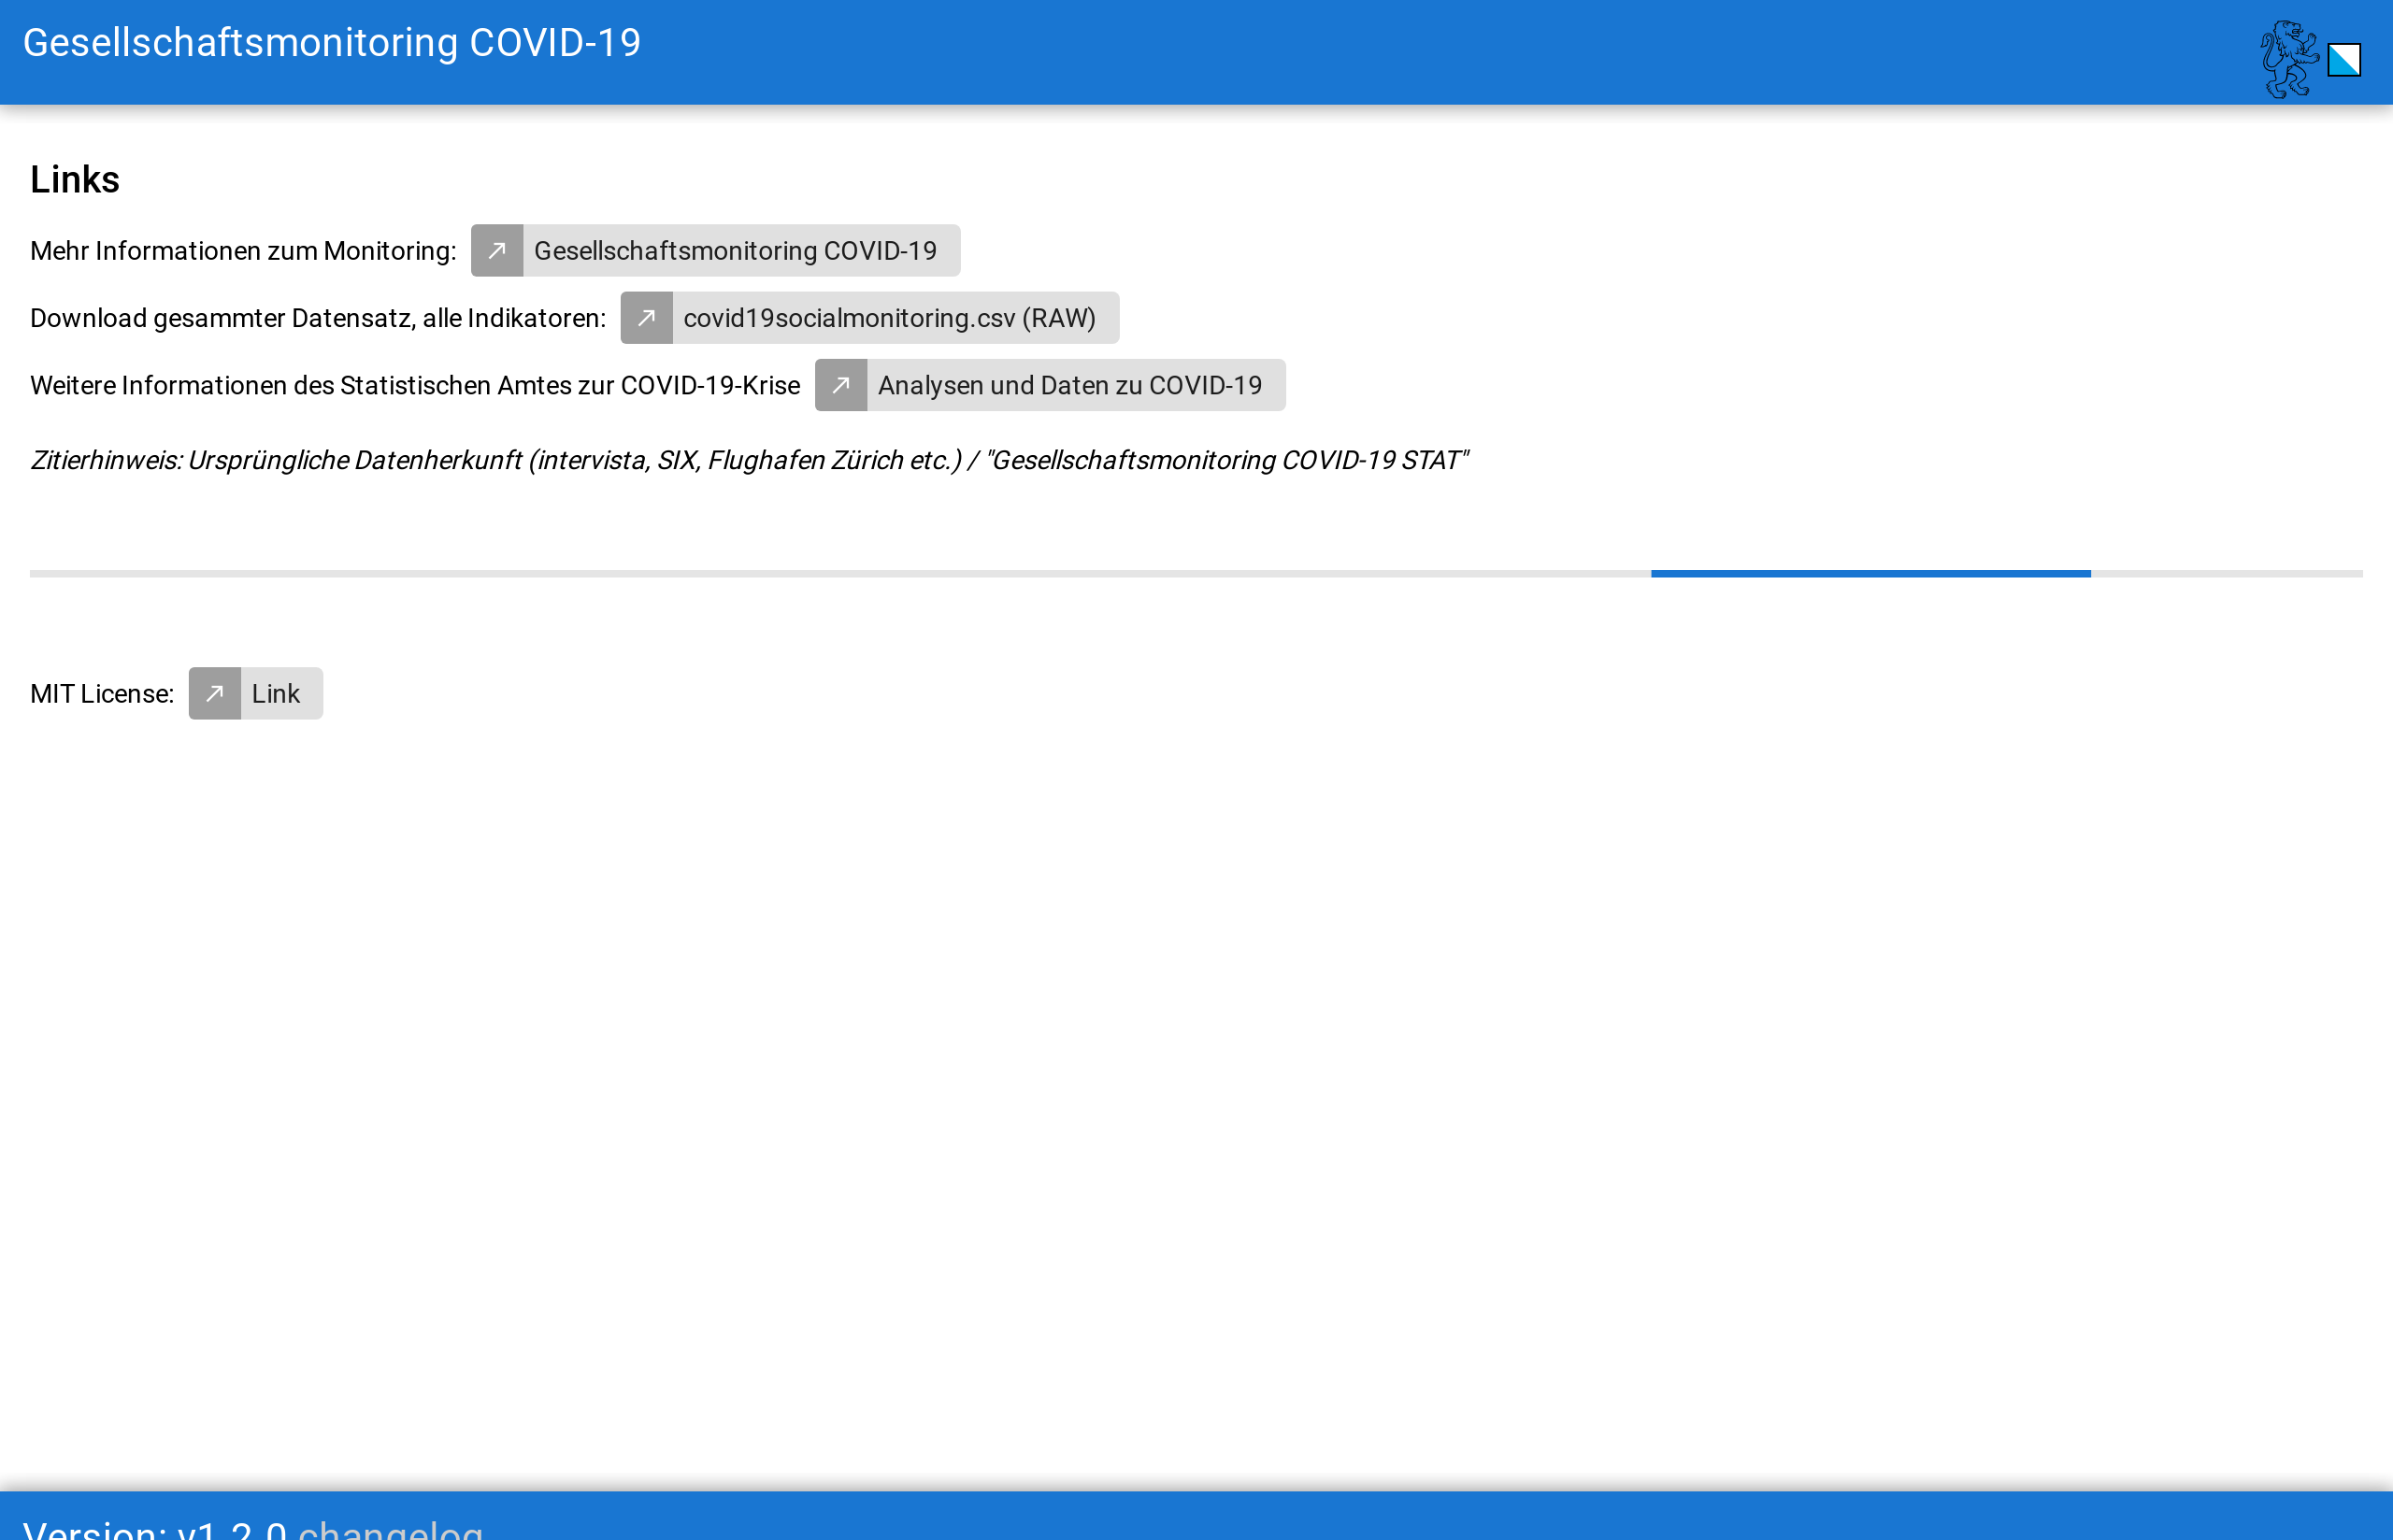 Gesellschaftsmonitoring COVID-19
Links
Mehr Informationen zum Monitoring: Gesellschaftsmonitoring COVID-19
Download gesammter Datensatz, alle Indikatoren: covid19socialmonitoring.csv (RAW)
Weitere Informationen des Statistischen Amtes zur COVID-19-Krise Analysen und Daten zu COVID-19
Zitierhinweis: Ursprüngliche Datenherkunft (intervista, SIX, Flughafen Zürich etc.) / "Gesellschaftsmonitoring COVID-19 STAT"
MIT License: Link
Version: v1.2.0 changelog